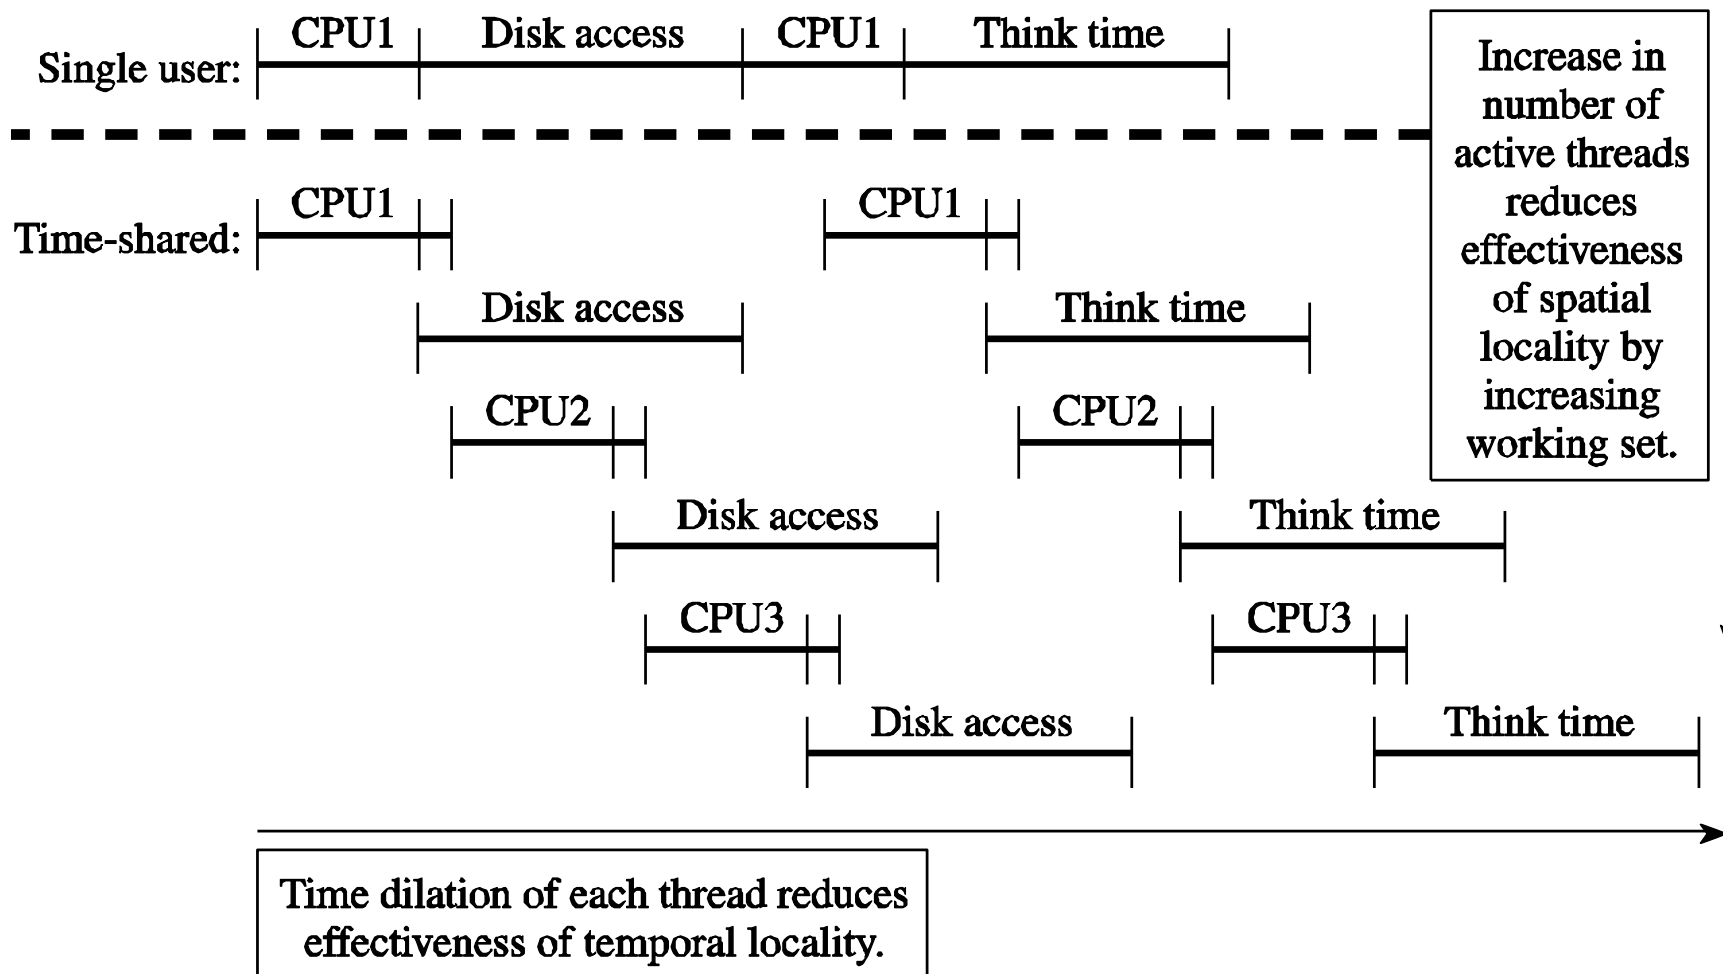 Single user: CPU1 Disk access CPU1 Think time
Time-shared: CPU1 CPU1
Disk access Think time
CPU2 CPU2
Disk access Think time
CPU3 CPU3
Disk access Think time
Increase in
number of
active threads
reduces
effectiveness
of spatial
locality by
increasing
working set.
Time dilation of each thread reduces
effectiveness of temporal locality.